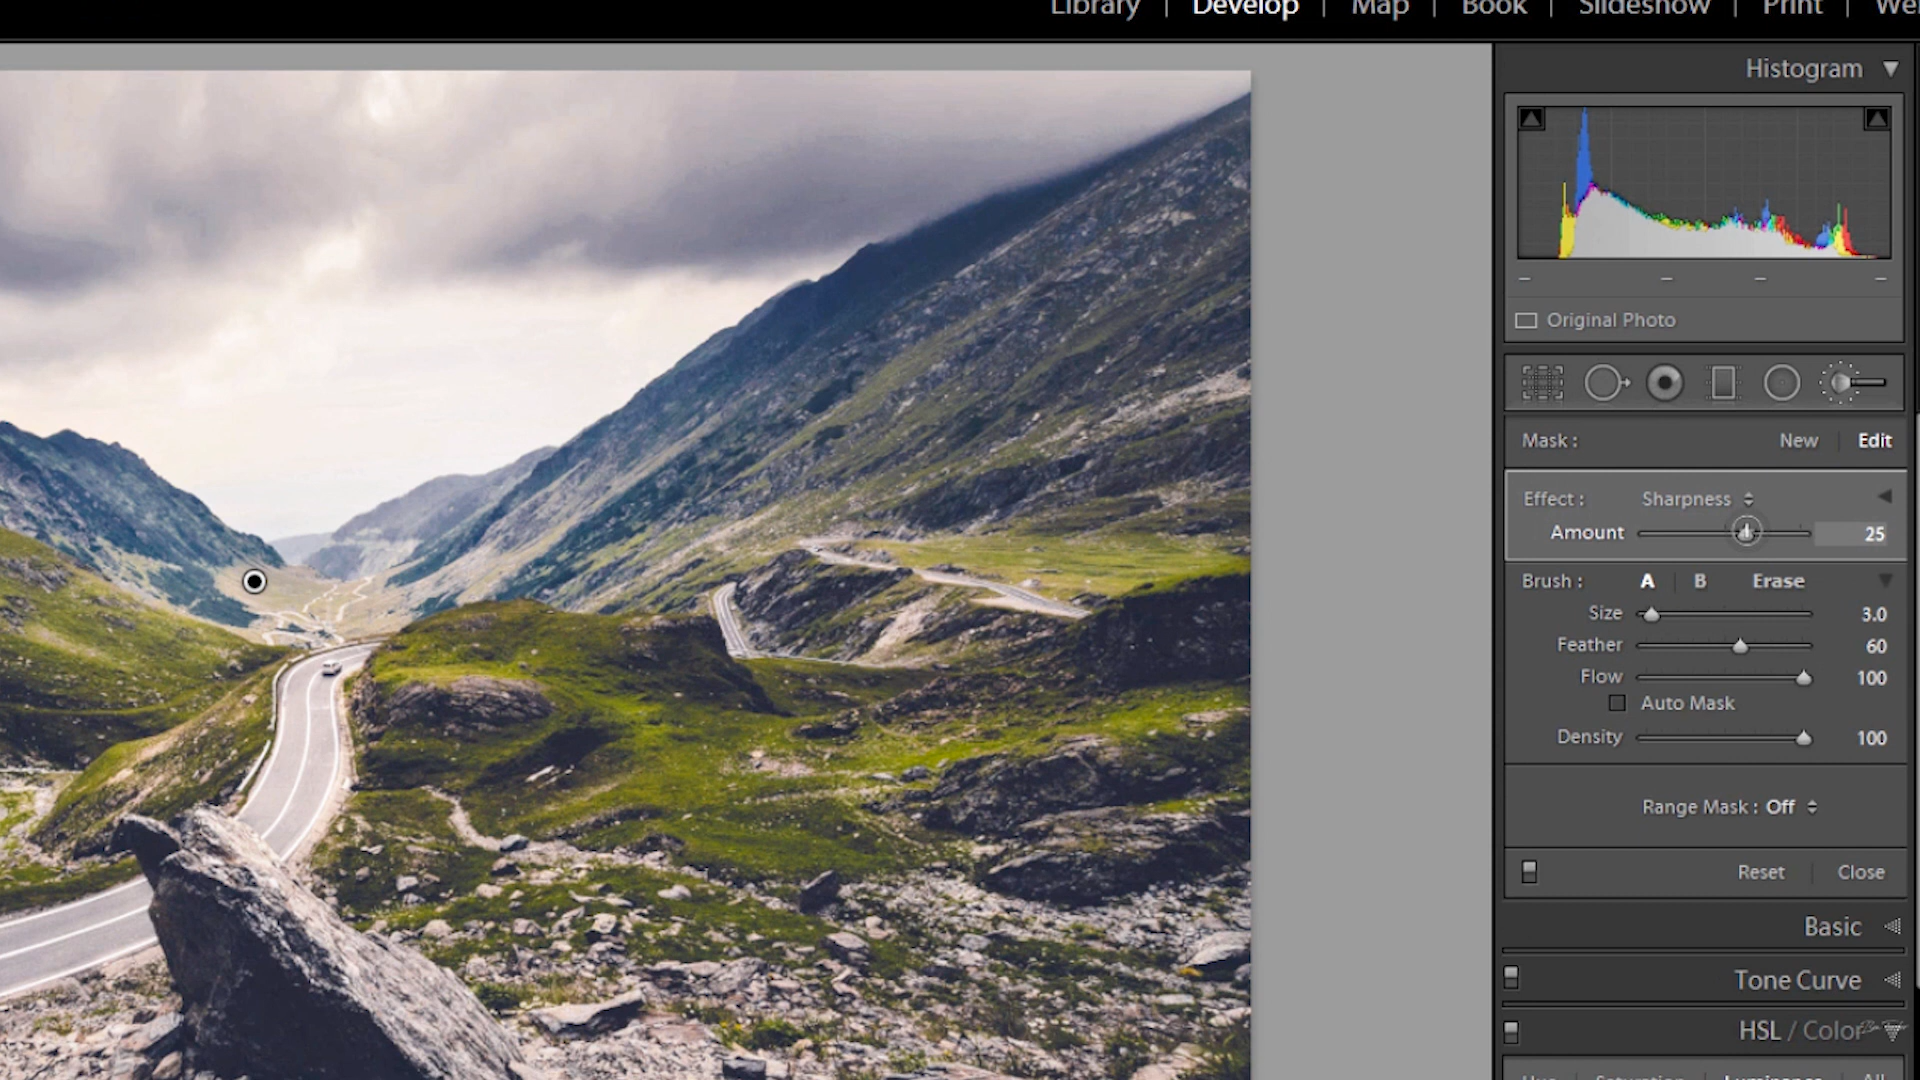 Library | Develop | Map | Book | Slideshow | Print |
Histogram
Original Photo
Mask : New Edit
Effect : Sharpness
Amount 25
Brush : A B Erase
Size 3.0
Feather 60
Flow 100
Auto Mask
Density 100
Range Mask : Off
Reset Close
Basic
Tone Curve
HSL / Color